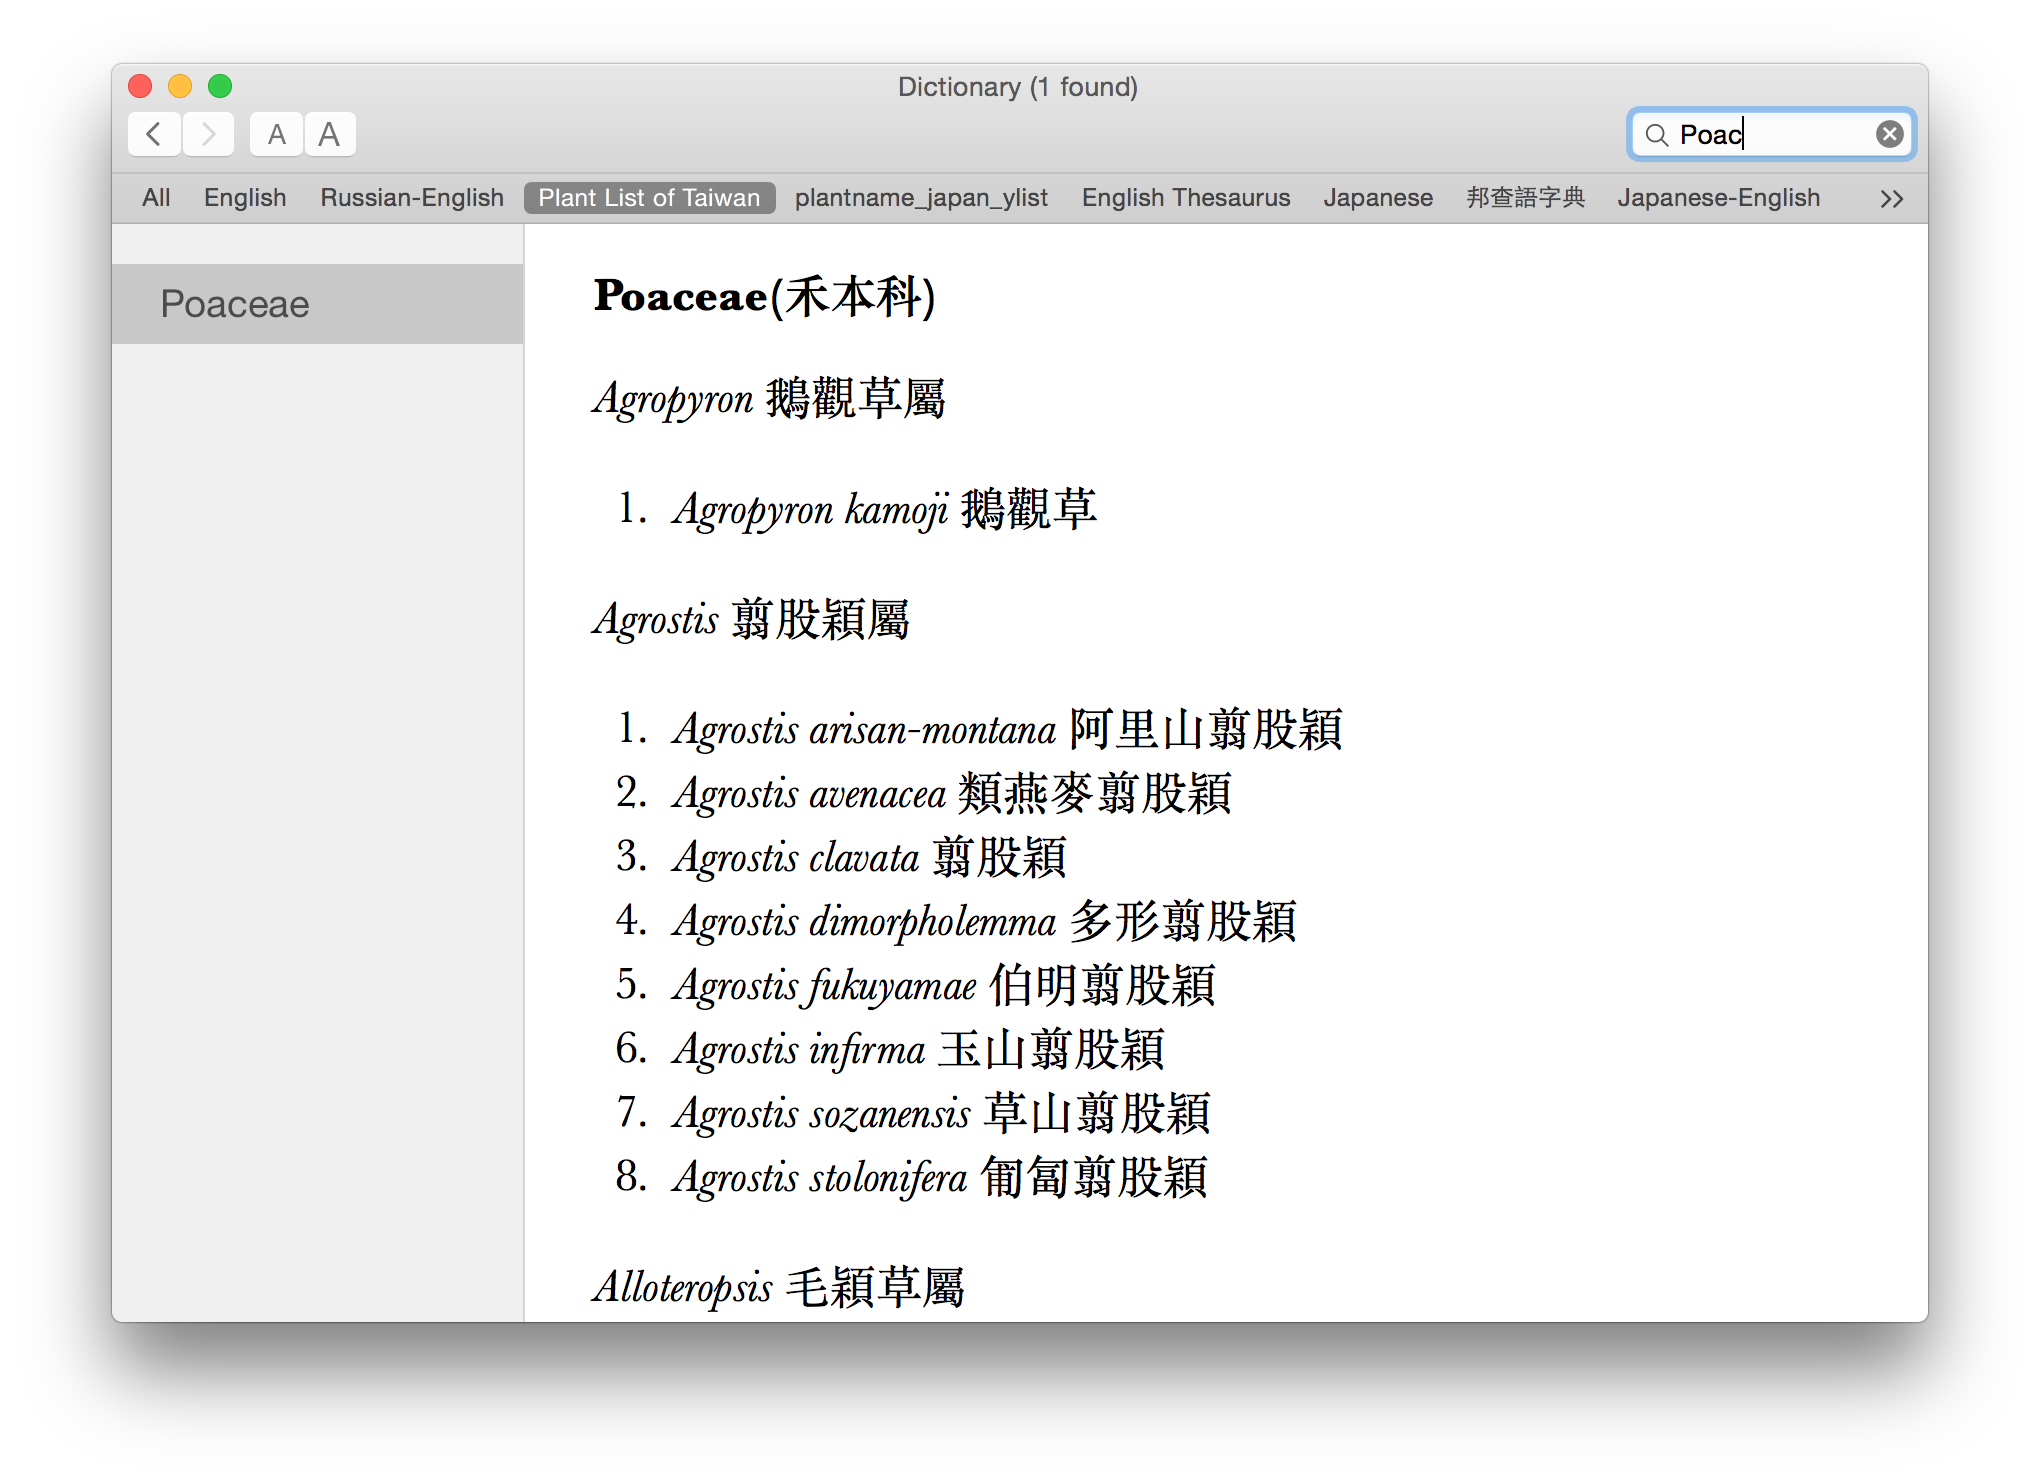 Dictionary (1 found)
A A
Poac
All English Russian-English Plant List of Taiwan plantname_japan_ylist English Thesaurus Japanese 邦查語字典 Japanese-English >>
Poaceae
Poaceae(禾本科)
Agropyron 鵝觀草屬
1. Agropyron kamoji 鵝觀草
Agrostis 翦股穎屬
1. Agrostis arisan-montana 阿里山翦股穎
2. Agrostis avenacea 類燕麥翦股穎
3. Agrostis clavata 翦股穎
4. Agrostis dimorpholemma 多形翦股穎
5. Agrostis fukuyamae 伯明翦股穎
6. Agrostis infirma 玉山翦股穎
7. Agrostis sozanensis 草山翦股穎
8. Agrostis stolonifera 匍匐翦股穎
Alloteropsis 毛穎草屬